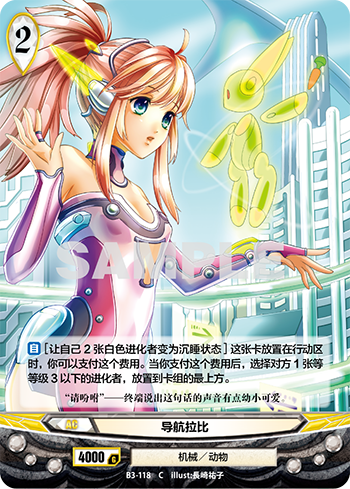 2
SAMPLE
自 [让自己 2 张白色进化者变为沉睡状态] 这张卡放置在行动区
时，你可以支付这个费用。当你支付这个费用后，选择对方 1 张等
等级 3 以下的进化者，放置到卡组的最上方。
“请吩咐”——终端说出这句话的声音有点幼小可爱。
导航拉比
4000
机械／动物
B3-118 C illust:長崎祐子